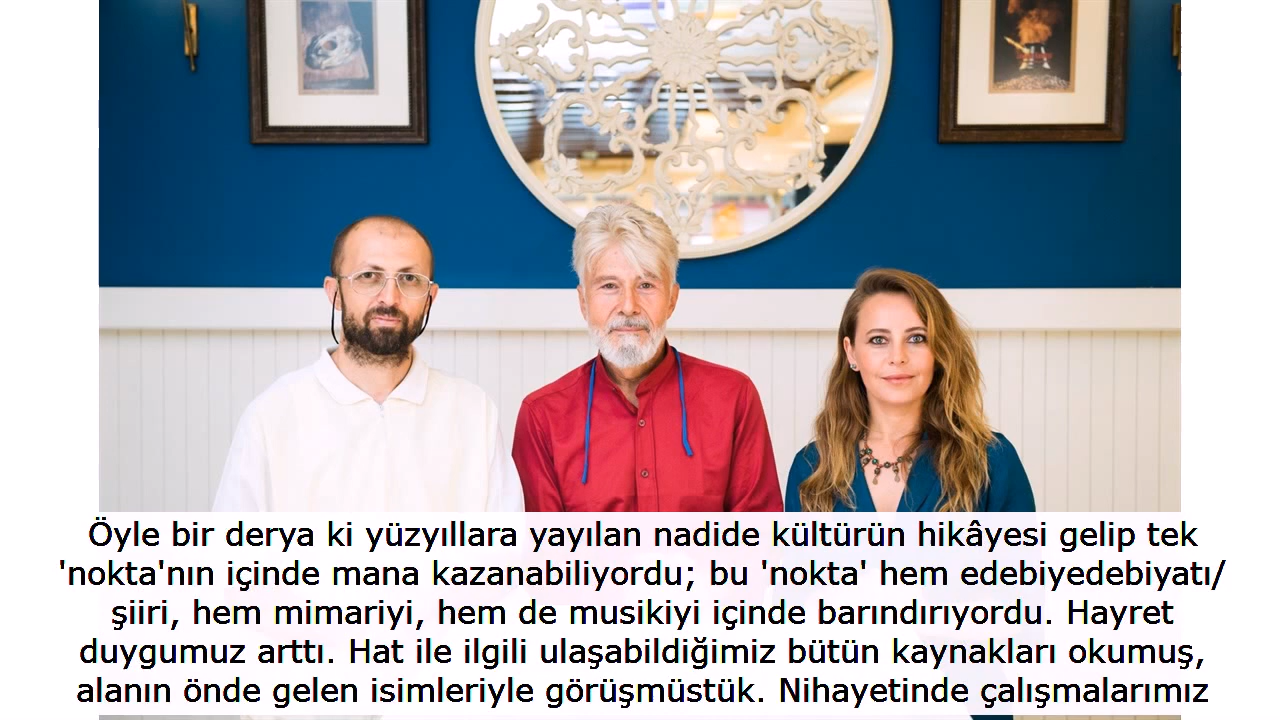 Öyle bir derya ki yüzyıllara yayılan nadide kültürün hikâyesi gelip tek
'nokta'nın içinde mana kazanabiliyordu; bu 'nokta' hem edebiyedebiyatı/
şiiri, hem mimariyi, hem de musikiyi içinde barındırıyordu. Hayret
duygumuz arttı. Hat ile ilgili ulaşabildiğimiz bütün kaynakları okumuş,
alanın önde gelen isimleriyle görüşmüstük. Nihayetinde çalışmalarımız